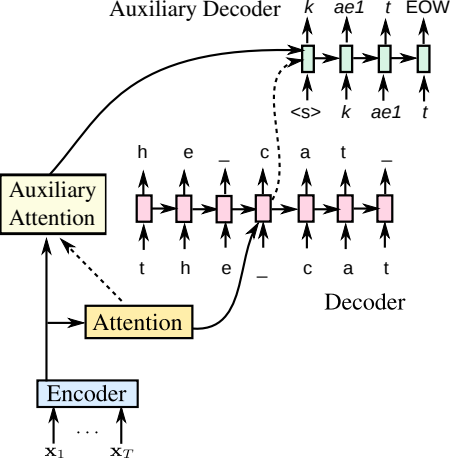 Auxiliary Decoder
k ae1 t EOW
<s> k ae1 t
h e _ c a t _
Auxiliary
Attention
t h e _ c a t
Decoder
Attention
Encoder
x1 ... xT